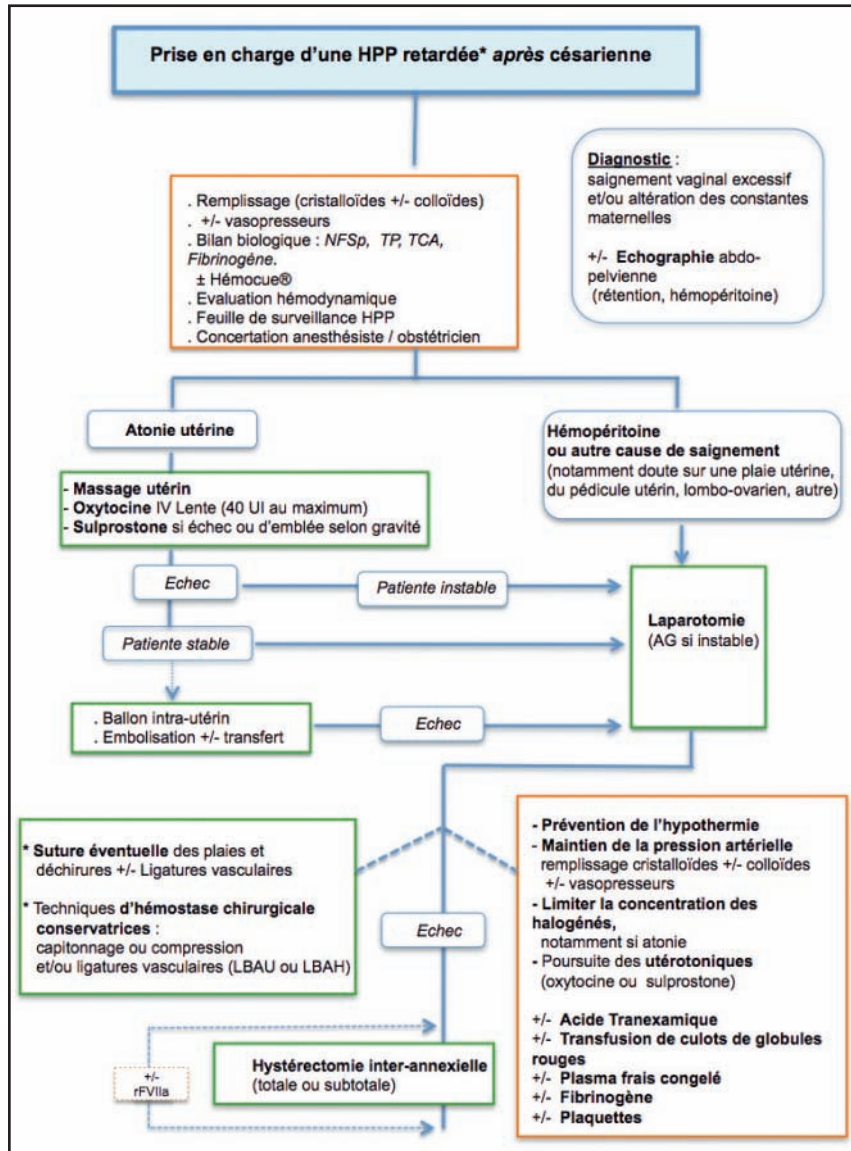 Prise en charge d'une HPP retardée* après césarienne
Diagnostic :
saignement vaginal excessif
et/ou altération des constantes
maternelles
+/- Echographie abdo-
pelvienne
(rétention, hémopéritoine)
. Remplissage (cristalloïdes +/- colloïdes)
. +/- vasopresseurs
. Bilan biologique : NFSp, TP, TCA,
Fibrinogène.
± Hémocue®
. Evaluation hémodynamique
. Feuille de surveillance HPP
. Concertation anesthésiste / obstétricien
Atonie utérine
Hémopéritoine
ou autre cause de saignement
(notamment doute sur une plaie utérine,
du pédicule utérin, lombo-ovarien, autre)
- Massage utérin
- Oxytocine IV Lente (40 UI au maximum)
- Sulprostone si échec ou d'emblée selon gravité
Echec
Patiente instable
Patiente stable
Laparotomie
(AG si instable)
. Ballon intra-utérin
. Embolisation +/- transfert
Echec
* Suture éventuelle des plaies et
déchirures +/- Ligatures vasculaires
* Techniques d'hémostase chirurgicale
conservatrices :
capitonnage ou compression
et/ou ligatures vasculaires (LBAU ou LBAH)
Echec
- Prévention de l'hypothermie
- Maintien de la pression artérielle
remplissage cristalloïdes +/- colloïdes
+/- vasopresseurs
- Limiter la concentration des
halogénés,
notamment si atonie
- Poursuite des utérotoniques
(oxytocine ou sulprostone)
+/- Acide Tranexamique
+/- Transfusion de culots de globules
rouges
+/- Plasma frais congelé
+/- Fibrinogène
+/- Plaquettes
+/-
rFVIIa
Hystérectomie inter-annexielle
(totale ou subtotale)